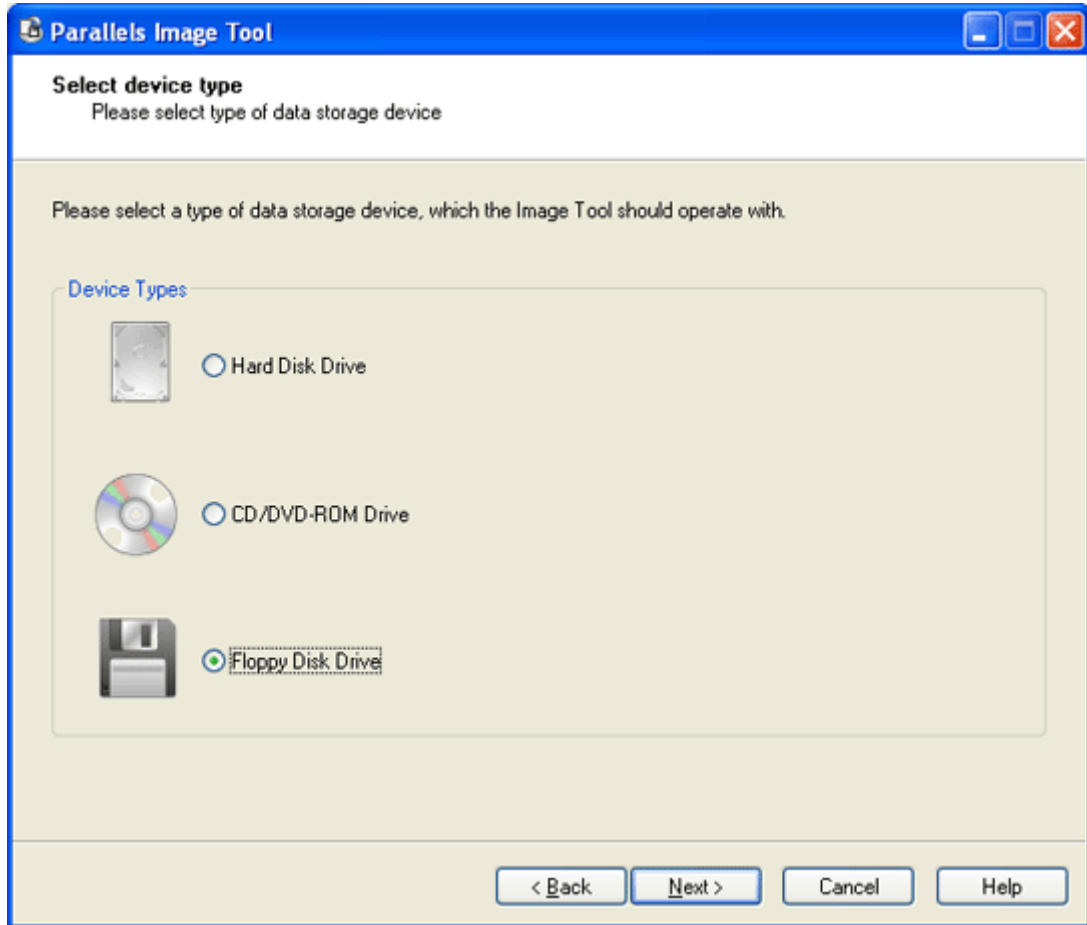 Parallels Image Tool
Select device type
Please select type of data storage device
Please select a type of data storage device, which the Image Tool should operate with.
Device Types
Hard Disk Drive
CD/DVD-ROM Drive
Floppy Disk Drive
< Back Next > Cancel Help